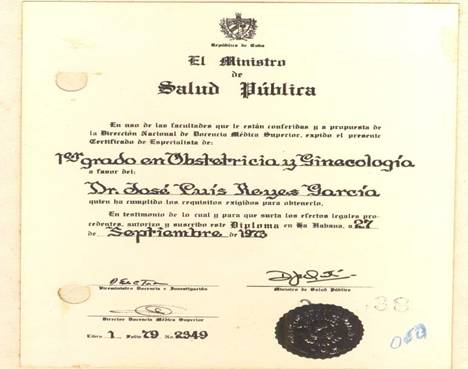 República de Cuba
El Ministro
de
Salud Pública
En uso de las facultades que le están conferidas y a propuesta de
la Dirección Nacional de Docencia Médica Superior, expido el presente
Certificado de Especialista de:
1er grado en Obstetricia y Ginecología
a favor del:
Dr. José Luís Reyes García
quien ha cumplido los requisitos exigidos para obtenerlo.
En testimonio de lo cual y para que surta los efectos legales pro-
cedentes, autorizo y suscribo este Diploma en La Habana, a 27
de Septiembre de 1973
Viceministro Docencia e Investigación
Ministro de Salud Pública
Director Docencia Médica Superior
Libro 1 Folio 79 No 2349